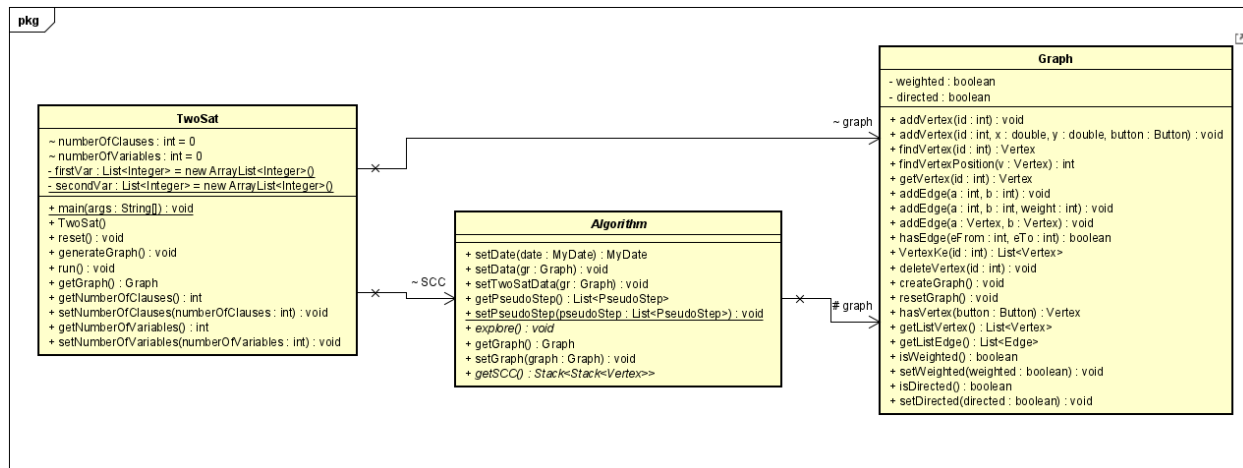 pkg
TwoSat
~ numberOfClauses : int = 0
~ numberOfVariables : int = 0
- firstVar : List<Integer> = new ArrayList<Integer>()
- secondVar : List<Integer> = new ArrayList<Integer>()
+ main(args : String[]) : void
+ TwoSat()
+ reset() : void
+ generateGraph() : void
+ run() : void
+ getGraph() : Graph
+ getNumberOfClauses() : int
+ setNumberOfClauses(numberOfClauses : int) : void
+ getNumberOfVariables() : int
+ setNumberOfVariables(numberOfVariables : int) : void
~ graph
~ SCC
Algorithm
+ setDate(date : MyDate) : MyDate
+ setData(gr : Graph) : void
+ setTwoSatData(gr : Graph) : void
+ getPseudoStep() : List<PseudoStep>
+ setPseudoStep(pseudoStep : List<PseudoStep>) : void
+ explore() : void
+ getGraph() : Graph
+ setGraph(graph : Graph) : void
+ getSCC() : Stack<Stack<Vertex>>
# graph
Graph
- weighted : boolean
- directed : boolean
+ addVertex(id : int) : void
+ addVertex(id : int, x : double, y : double, button : Button) : void
+ findVertex(id : int) : Vertex
+ findVertexPosition(v : Vertex) : int
+ getVertex(id : int) : Vertex
+ addEdge(a : int, b : int) : void
+ addEdge(a : int, b : int, weight : int) : void
+ addEdge(a : Vertex, b : Vertex) : void
+ hasEdge(eFrom : int, eTo : int) : boolean
+ VertexKe(id : int) : List<Vertex>
+ deleteVertex(id : int) : void
+ createGraph() : void
+ resetGraph() : void
+ hasVertex(button : Button) : Vertex
+ getListVertex() : List<Vertex>
+ getListEdge() : List<Edge>
+ isWeighted() : boolean
+ setWeighted(weighted : boolean) : void
+ isDirected() : boolean
+ setDirected(directed : boolean) : void